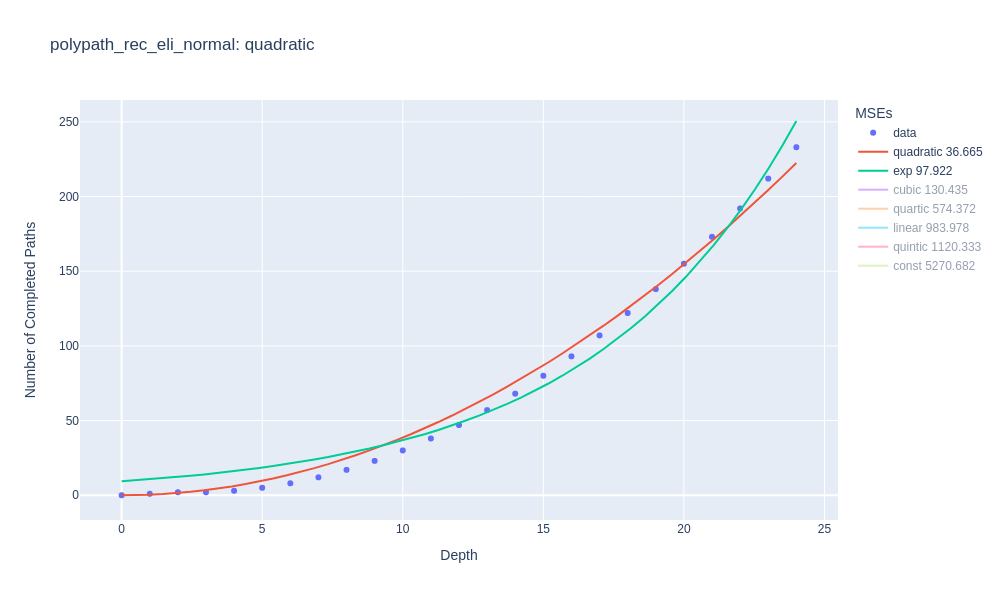 polypath_rec_eli_normal: quadratic
MSEs
data
quadratic 36.665
exp 97.922
cubic 130.435
quartic 574.372
linear 983.978
quintic 1120.333
const 5270.682
Number of Completed Paths
250
200
150
100
50
0
0 5 10 15 20 25
Depth